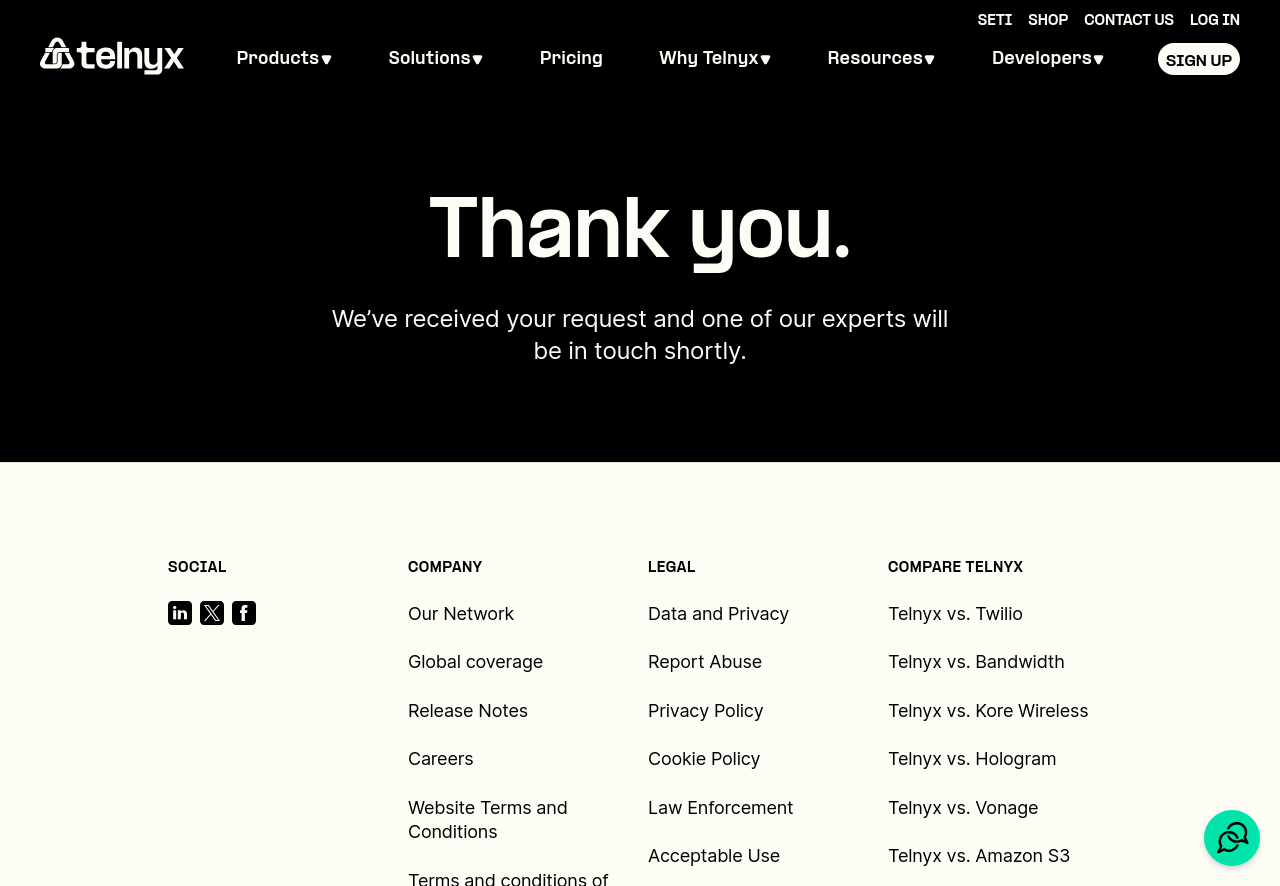 SETI SHOP CONTACT US LOG IN
telnyx Products Solutions Pricing Why Telnyx Resources Developers SIGN UP
Thank you.
We’ve received your request and one of our experts will
be in touch shortly.
SOCIAL
COMPANY
Our Network
Global coverage
Release Notes
Careers
Website Terms and
Conditions
Terms and conditions of
LEGAL
Data and Privacy
Report Abuse
Privacy Policy
Cookie Policy
Law Enforcement
Acceptable Use
COMPARE TELNYX
Telnyx vs. Twilio
Telnyx vs. Bandwidth
Telnyx vs. Kore Wireless
Telnyx vs. Hologram
Telnyx vs. Vonage
Telnyx vs. Amazon S3